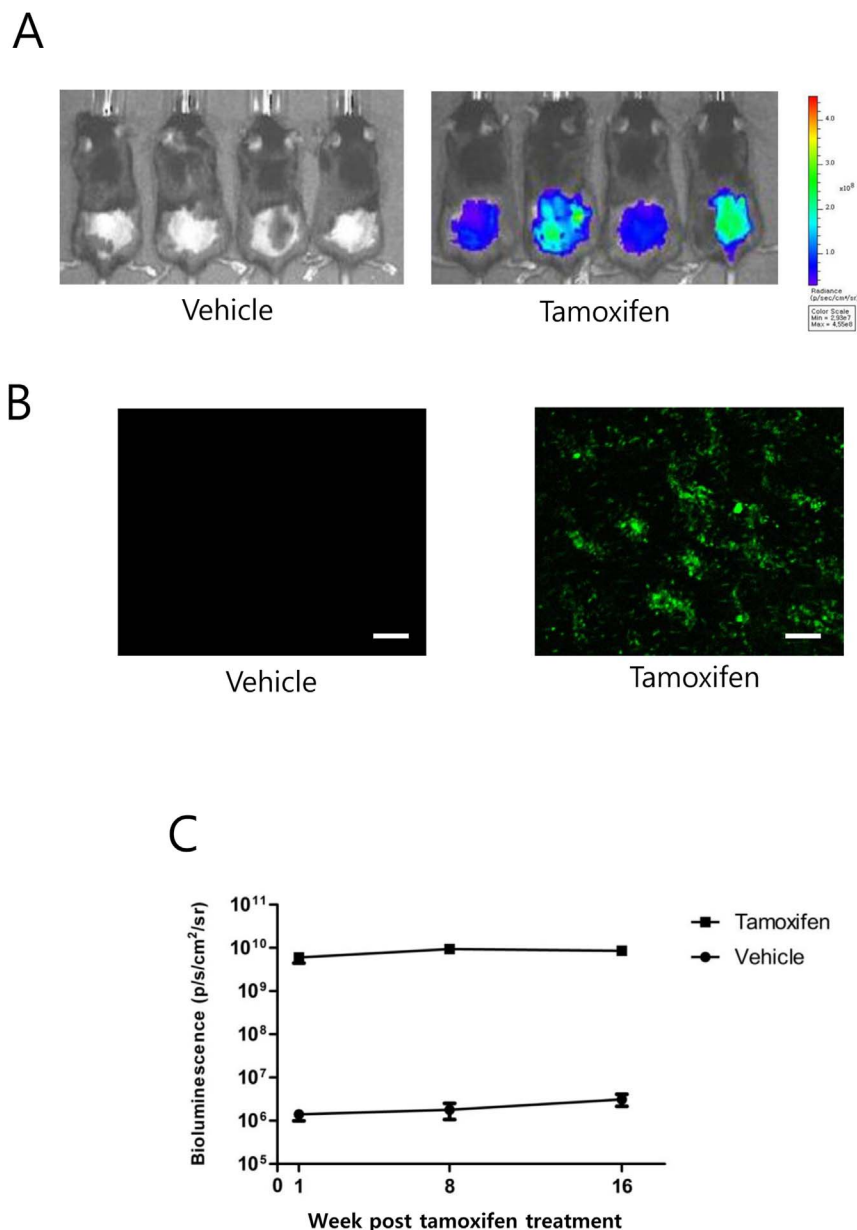 A
Vehicle
Tamoxifen
4.0
3.0
x10⁸
2.0
1.0
Radiance
(p/sec/cm²/sr)
Color Scale
Min = 2.93e7
Max = 4.55e8
B
Vehicle
Tamoxifen
C
Bioluminescence (p/s/cm²/sr)
10¹¹
10¹⁰
10⁹
10⁸
10⁷
10⁶
10⁵
0 1 8 16
Week post tamoxifen treatment
Tamoxifen
Vehicle